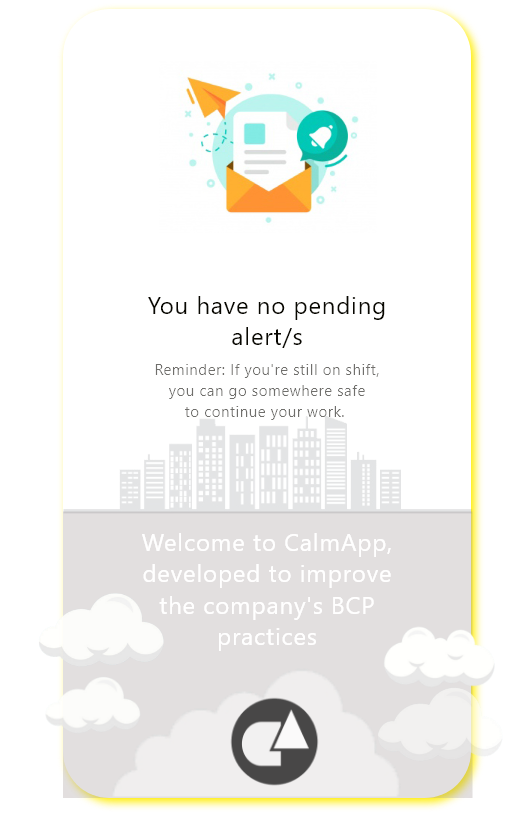 You have no pending
alert/s
Reminder: If you're still on shift,
you can go somewhere safe
to continue your work.
Welcome to CalmApp,
developed to improve
the company's BCP
practices